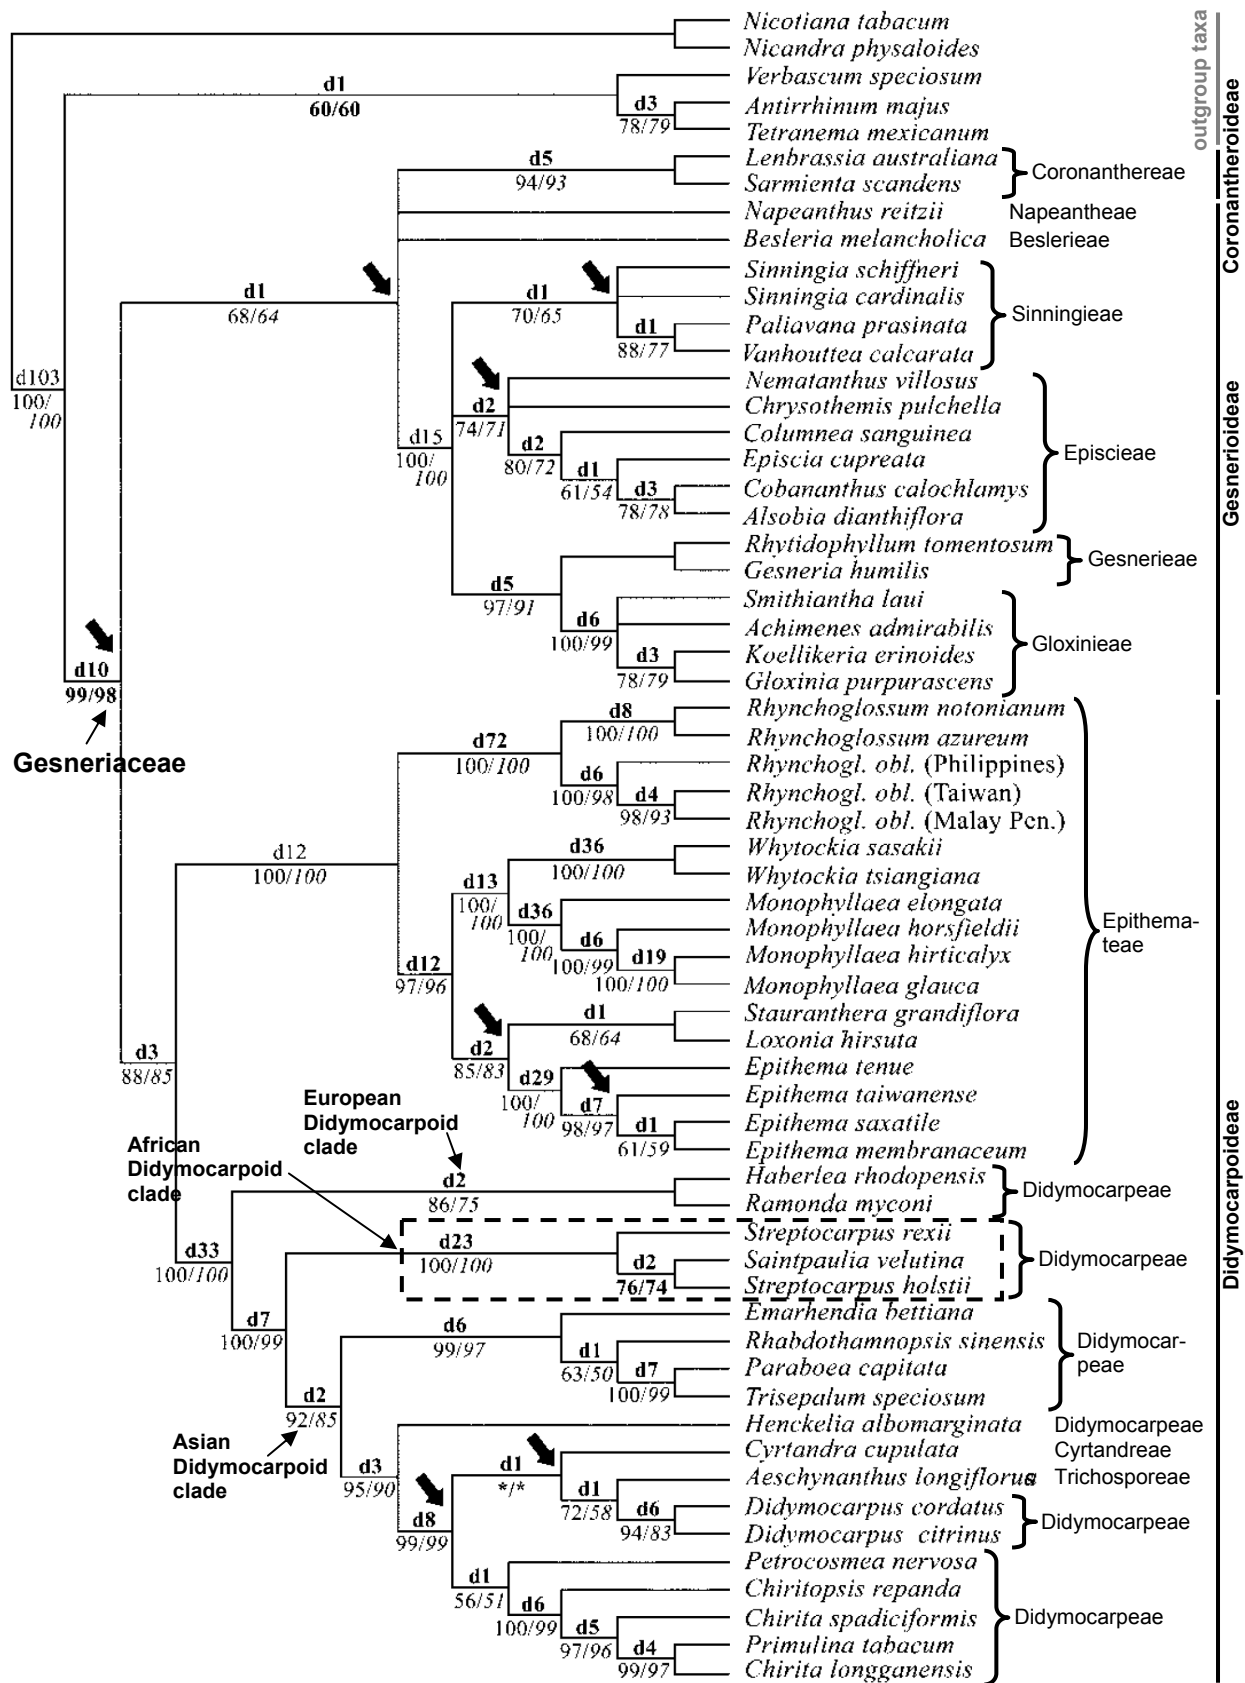 Nicotiana tabacum
Nicandra physaloides
outgroup taxa
d1
60/60
Verbascum speciosum
d3
78/79
Antirrhinum majus
Tetranema mexicanum
d5
94/93
Lenbrassia australiana
Sarmienta scandens
Coronanthereae
Coronantheroideae
Napeanthus reitzii
Napeantheae
Besleria melancholica
Beslerieae
d1
68/64
d1
70/65
Sinningia schiffneri
Sinningia cardinalis
Sinningieae
d1
88/77
Paliavana prasinata
Vanhouttea calcarata
d103
100/
100
d15
100/
100
d2
74/71
Nematanthus villosus
Chrysothemis pulchella
d2
80/72
Columnea sanguinea
Episcieae
d1
61/54
Episcia cupreata
d3
78/78
Cobananthus calochlamys
Alsobia dianthiflora
Gesnerioideae
d5
97/91
Rhytidophyllum tomentosum
Gesneria humilis
Gesnerieae
d6
100/99
Smithiantha laui
Achimenes admirabilis
Gloxinieae
d3
78/79
Koellikeria erinoides
Gloxinia purpurascens
d10
99/98
Gesneriaceae
d72
100/100
d8
100/100
Rhynchoglossum notonianum
Rhynchoglossum azureum
d6
100/98
Rhynchogl. obl. (Philippines)
d4
98/93
Rhynchogl. obl. (Taiwan)
Rhynchogl. obl. (Malay Pen.)
d12
100/100
d36
100/100
Whytockia sasakii
Whytockia tsiangiana
d13
100/
100
d36
100/
100
Monophyllaea elongata
d6
100/99
Monophyllaea horsfieldii
d19
100/100
Monophyllaea hirticalyx
Monophyllaea glauca
Epithema-
teae
d12
97/96
d1
68/64
Stauranthera grandiflora
Loxonia hirsuta
d2
85/83
d29
100/
100
Epithema tenue
d7
98/97
Epithema taiwanense
d1
61/59
Epithema saxatile
Epithema membranaceum
d3
88/85
European
Didymocarpoid
clade
African
Didymocarpoid
clade
d2
86/75
Haberlea rhodopensis
Ramonda myconi
Didymocarpeae
Didymocarpoideae
d33
100/100
d23
100/100
Streptocarpus rexii
d2
76/74
Saintpaulia velutina
Streptocarpus holstii
Didymocarpeae
d7
100/99
d6
99/97
Emarhendia bettiana
d1
63/50
Rhabdothamnopsis sinensis
d7
100/99
Paraboea capitata
Trisepalum speciosum
Didymocar-
peae
d2
92/85
Asian
Didymocarpoid
clade
Henckelia albomarginata
Didymocarpeae
d3
95/90
d1
*/*
Cyrtandra cupulata
Cyrtandreae
d1
72/58
Aeschynanthus longiflorus
Trichosporeae
d6
94/83
Didymocarpus cordatus
Didymocarpus citrinus
Didymocarpeae
d8
99/99
d1
56/51
Petrocosmea nervosa
d6
100/99
Chiritopsis repanda
d5
97/96
Chirita spadiciformis
Didymocarpeae
d4
99/97
Primulina tabacum
Chirita longganensis